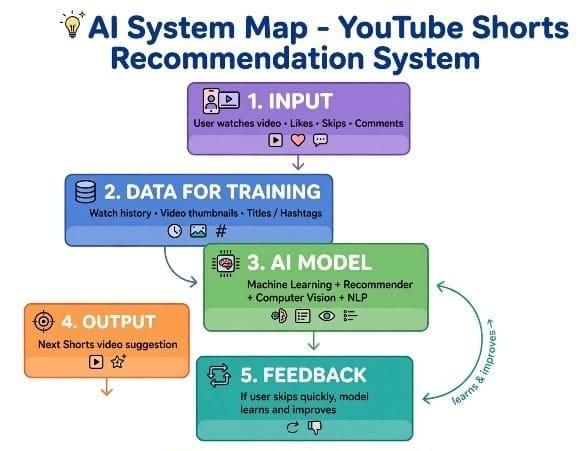 AI System Map - YouTube Shorts
Recommendation System
1. INPUT
User watches video • Likes • Skips • Comments
2. DATA FOR TRAINING
Watch history • Video thumbnails • Titles / Hashtags
#
3. AI MODEL
Machine Learning + Recommender
+ Computer Vision + NLP
4. OUTPUT
Next Shorts video suggestion
5. FEEDBACK
If user skips quickly, model
learns and improves
learns & improves →